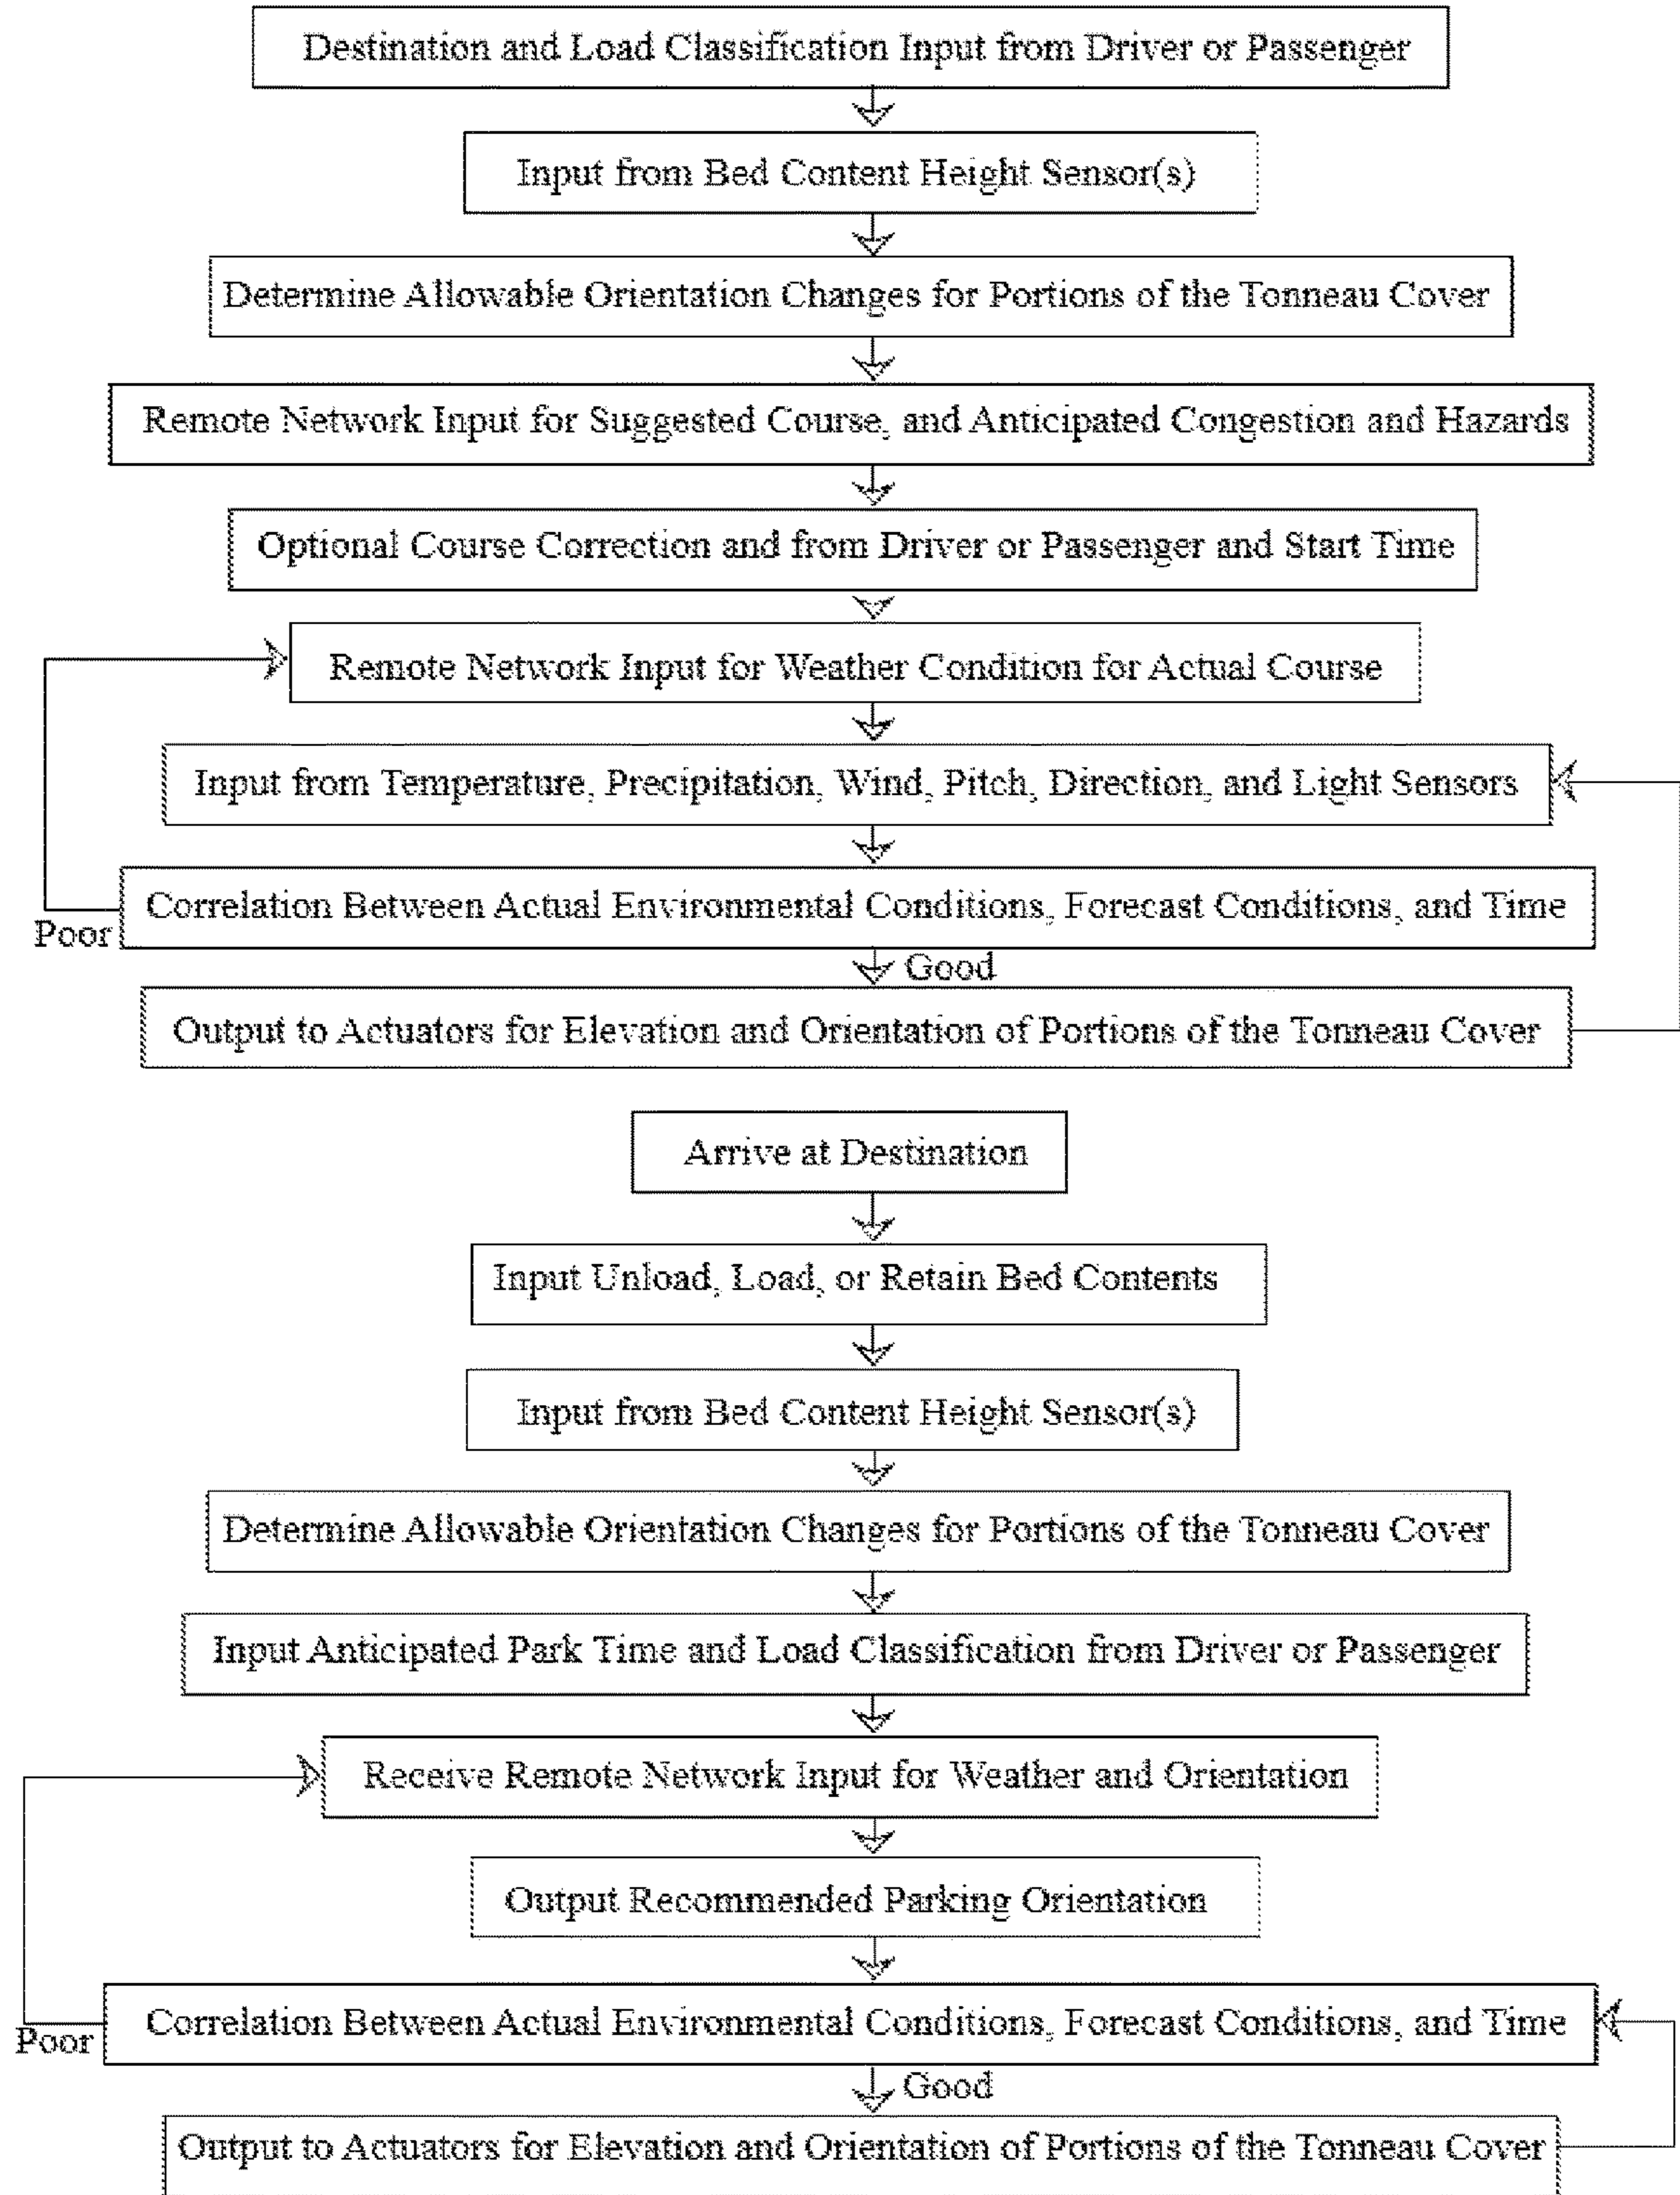 Destination and Load Classification Input from Driver or Passenger
Input from Bed Content Height Sensor(s)
Determine Allowable Orientation Changes for Portions of the Tonneau Cover
Remote Network Input for Suggested Course, and Anticipated Congestion and Hazards
Optional Course Correction and from Driver or Passenger and Start Time
Remote Network Input for Weather Condition for Actual Course
Input from Temperature, Precipitation, Wind, Pitch, Direction, and Light Sensors
Correlation Between Actual Environmental Conditions, Forecast Conditions, and Time
Poor
Good
Output to Actuators for Elevation and Orientation of Portions of the Tonneau Cover
Arrive at Destination
Input Unload, Load, or Retain Bed Contents
Input from Bed Content Height Sensor(s)
Determine Allowable Orientation Changes for Portions of the Tonneau Cover
Input Anticipated Park Time and Load Classification from Driver or Passenger
Receive Remote Network Input for Weather and Orientation
Output Recommended Parking Orientation
Correlation Between Actual Environmental Conditions, Forecast Conditions, and Time
Poor
Good
Output to Actuators for Elevation and Orientation of Portions of the Tonneau Cover